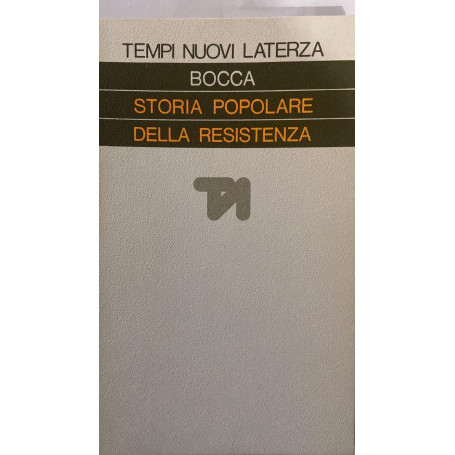 TEMPI NUOVI LATERZA
BOCCA
STORIA POPOLARE
DELLA RESISTENZA